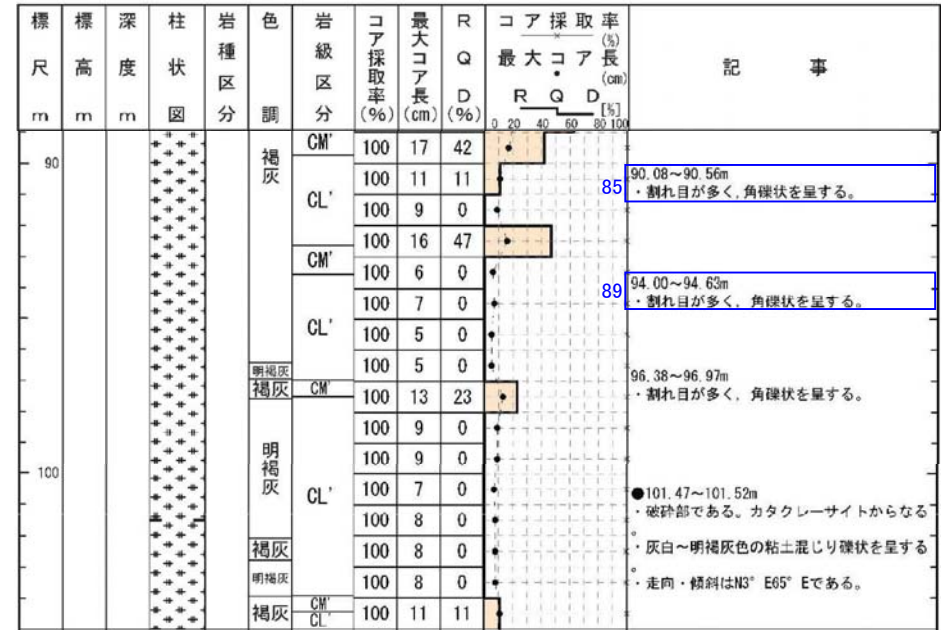 標尺m
標高m
深度m
柱状図
岩種区分
色調
岩級区分
コア採取率(%)
最大コア長(cm)
RQD(%)
コア採取率(%)
最大コア長(cm)
RQD[%]
0 20 40 60 80 100
記事
90
100
褐灰
明褐灰
褐灰
明褐灰
褐灰
明褐灰
褐灰
CM'
CL'
CM'
CL'
CM'
CL'
CM'
CL'
100 17 42
100 11 11
100 9 0
100 16 47
100 6 0
100 7 0
100 5 0
100 5 0
100 13 23
100 9 0
100 9 0
100 7 0
100 8 0
100 8 0
100 8 0
100 11 11
85
90.08～90.56m
・割れ目が多く,角礫状を呈する。
89
94.00～94.63m
・割れ目が多く,角礫状を呈する。
96.38～96.97m
・割れ目が多く,角礫状を呈する。
●101.47～101.52m
・破砕部である。カタクレーサイトからなる
。
・灰白～明褐灰色の粘土混じり礫状を呈する
。
・走向・傾斜はN3°E65°Eである。